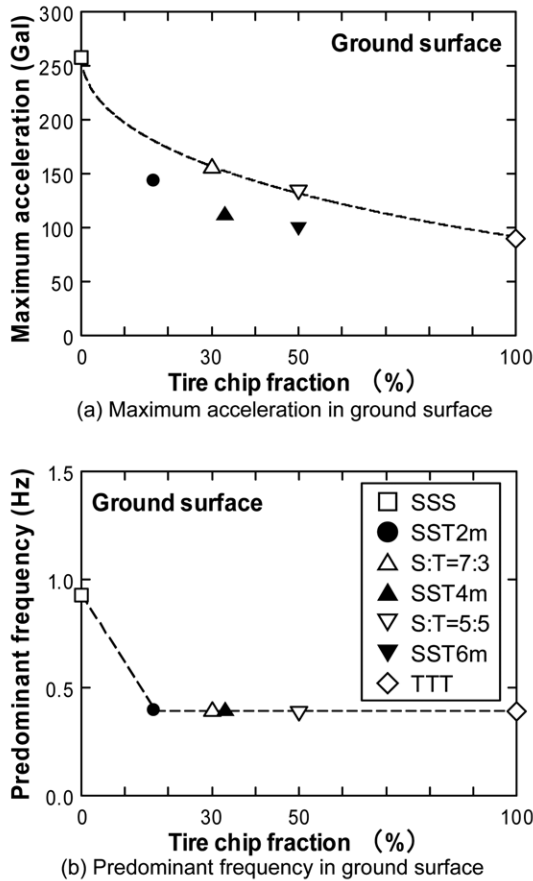 300
250
200
150
100
50
0
Maximum acceleration (Gal)
Ground surface
0 30 50 100
Tire chip fraction (%)
(a) Maximum acceleration in ground surface
1.5
1.0
0.5
0.0
Predominant frequency (Hz)
Ground surface
SSS
SST2m
S:T=7:3
SST4m
S:T=5:5
SST6m
TTT
0 30 50 100
Tire chip fraction (%)
(b) Predominant frequency in ground surface